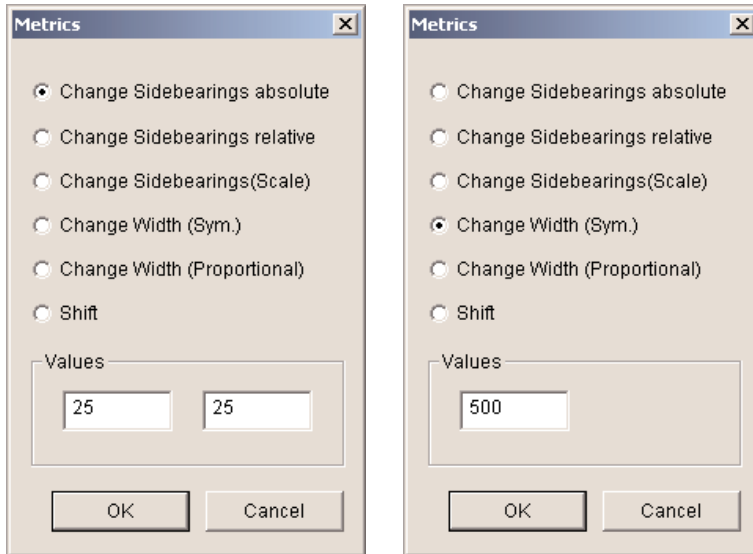 Metrics
Change Sidebearings absolute
Change Sidebearings relative
Change Sidebearings(Scale)
Change Width (Sym.)
Change Width (Proportional)
Shift
Values
25 25
OK Cancel
Metrics
Change Sidebearings absolute
Change Sidebearings relative
Change Sidebearings(Scale)
Change Width (Sym.)
Change Width (Proportional)
Shift
Values
500
OK Cancel